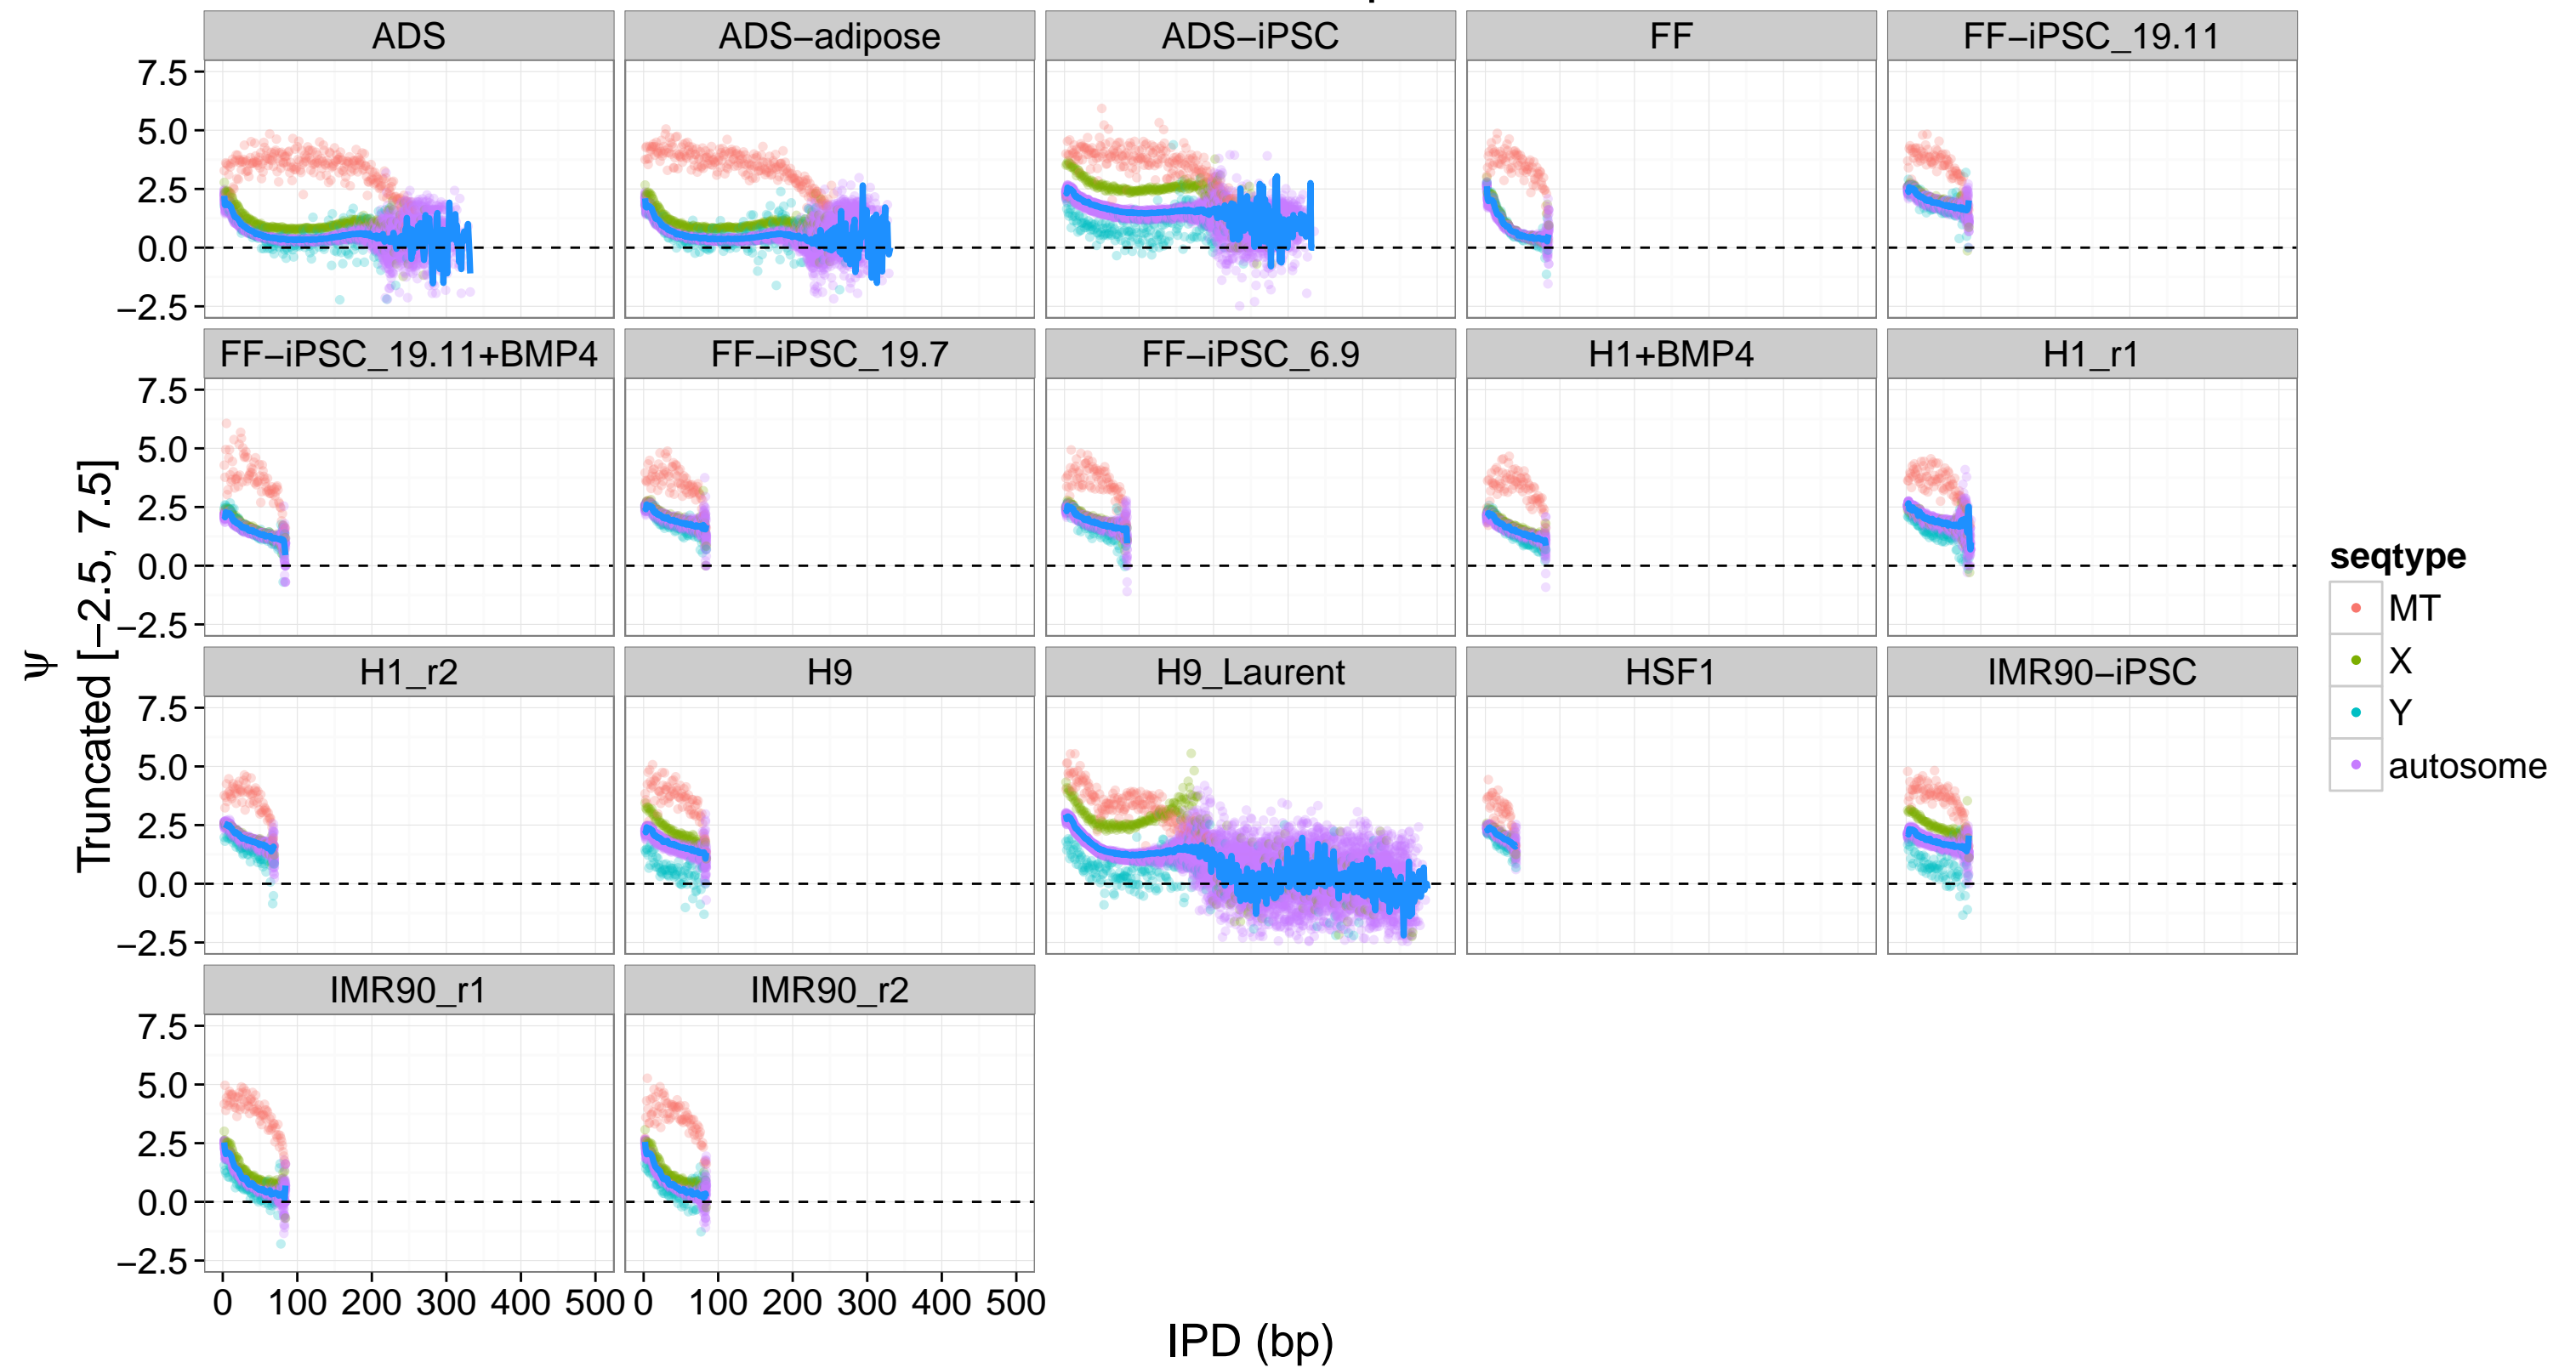 ADS
ADS−adipose
ADS−iPSC
FF
FF−iPSC_19.11
7.5
5.0
2.5
0.0
−2.5
FF−iPSC_19.11+BMP4
FF−iPSC_19.7
FF−iPSC_6.9
H1+BMP4
H1_r1
7.5
5.0
2.5
0.0
−2.5
H1_r2
H9
H9_Laurent
HSF1
IMR90−iPSC
7.5
5.0
2.5
0.0
−2.5
IMR90_r1
IMR90_r2
7.5
5.0
2.5
0.0
−2.5
0 100 200 300 400 500
0 100 200 300 400 500
IPD (bp)
ψ
Truncated [−2.5, 7.5]
seqtype
MT
X
Y
autosome